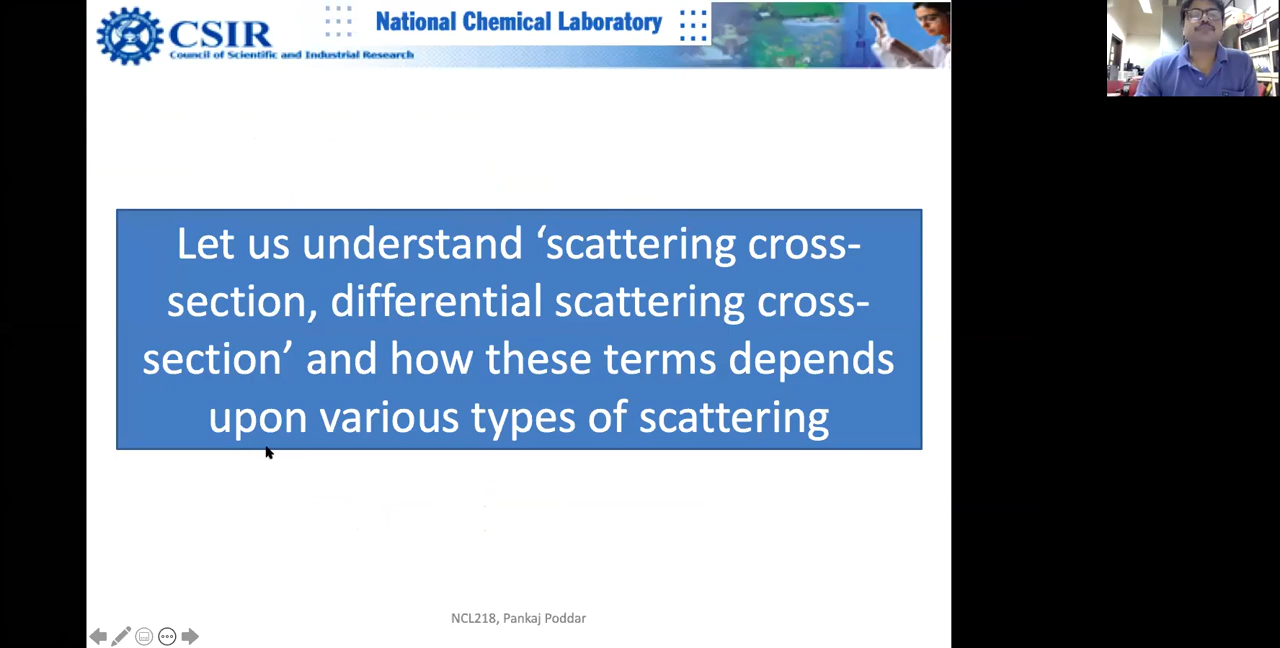 CSIR
Council of Scientific and Industrial Research
National Chemical Laboratory
Let us understand ‘scattering cross-
section, differential scattering cross-
section’ and how these terms depends
upon various types of scattering
NCL218, Pankaj Poddar